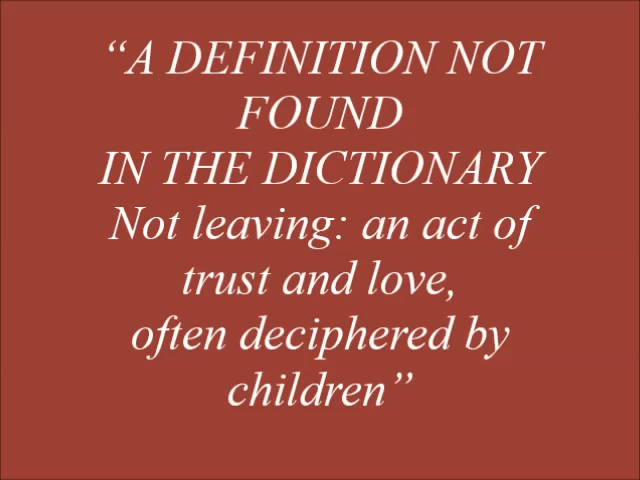 “A DEFINITION NOT
FOUND
IN THE DICTIONARY
Not leaving: an act of
trust and love,
often deciphered by
children”